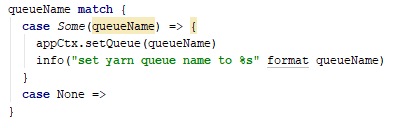 queueName match {
  case Some(queueName) => {
    appCtx.setQueue(queueName)
    info("set yarn queue name to %s" format queueName)
  }
  case None =>
}